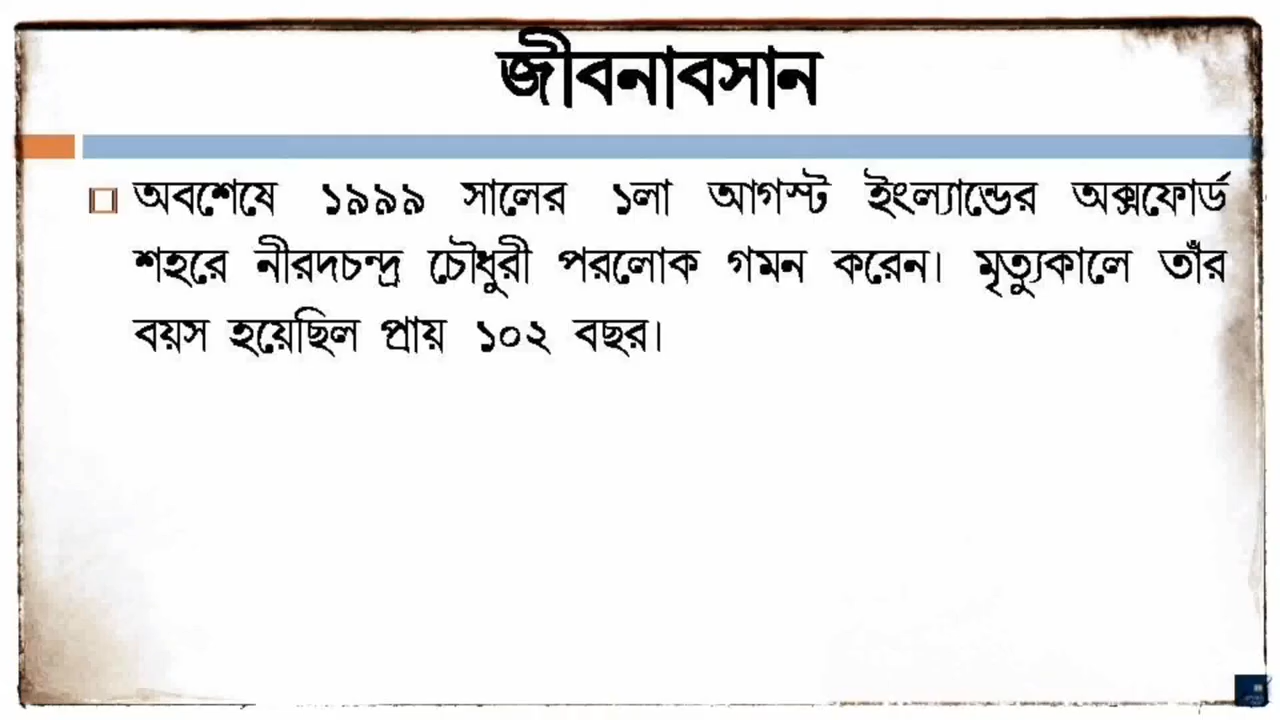 জীবনাবসান
অবশেষে ১৯৯৯ সালের ১লা আগস্ট ইংল্যান্ডের অক্সফোর্ড
শহরে নীরদচন্দ্র চৌধুরী পরলোক গমন করেন। মৃত্যুকালে তাঁর
বয়স হয়েছিল প্রায় ১০২ বছর।